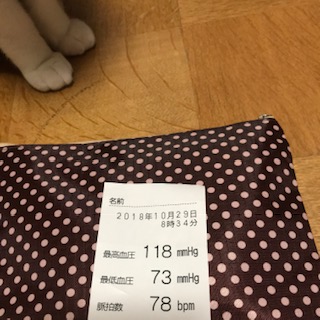 名前
2018年10月29日
8時34分
最高血圧 118 mmHg
最低血圧 73 mmHg
脈拍数 78 bpm